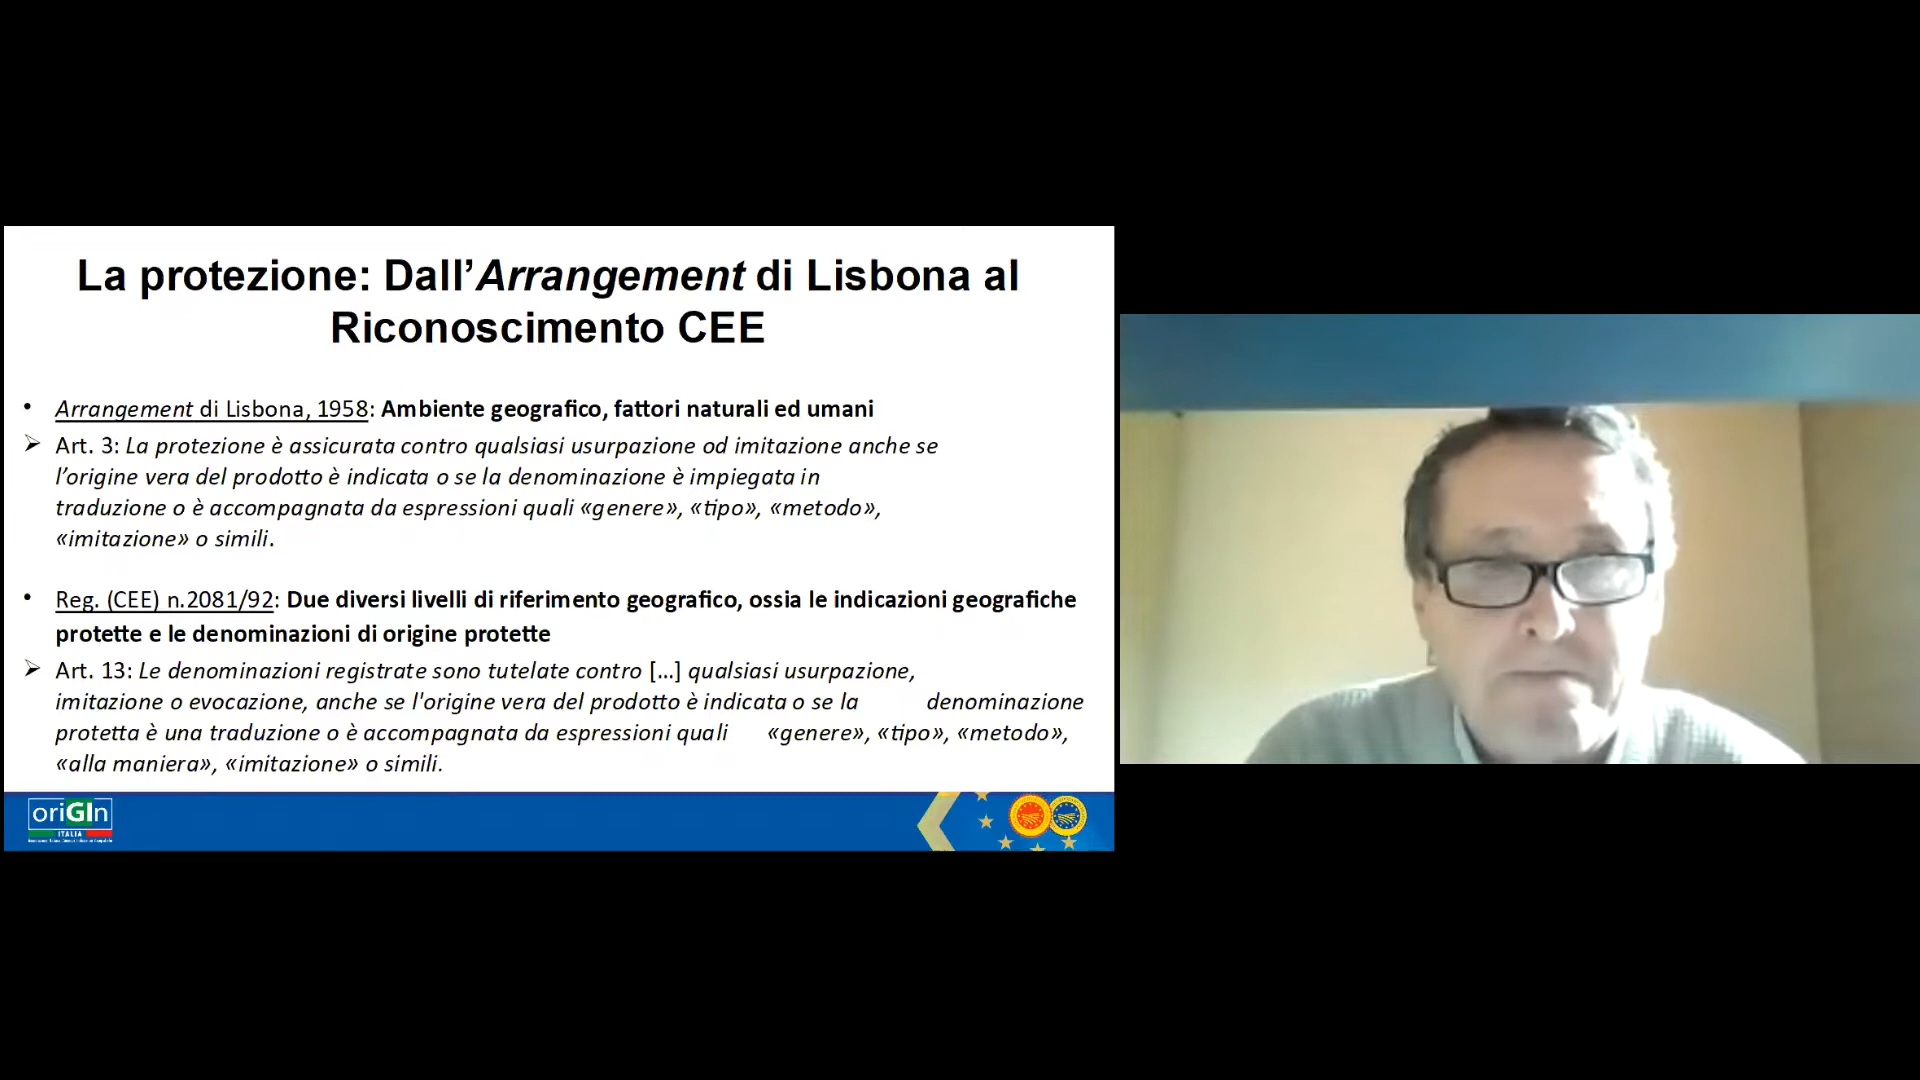 La protezione: Dall’Arrangement di Lisbona al
Riconoscimento CEE
• Arrangement di Lisbona, 1958: Ambiente geografico, fattori naturali ed umani
➢ Art. 3: La protezione è assicurata contro qualsiasi usurpazione od imitazione anche se
l’origine vera del prodotto è indicata o se la denominazione è impiegata in
traduzione o è accompagnata da espressioni quali «genere», «tipo», «metodo»,
«imitazione» o simili.
• Reg. (CEE) n.2081/92: Due diversi livelli di riferimento geografico, ossia le indicazioni geografiche
protette e le denominazioni di origine protette
➢ Art. 13: Le denominazioni registrate sono tutelate contro […] qualsiasi usurpazione,
imitazione o evocazione, anche se l'origine vera del prodotto è indicata o se la denominazione
protetta è una traduzione o è accompagnata da espressioni quali «genere», «tipo», «metodo»,
«alla maniera», «imitazione» o simili.
oriGIn
ITALIA